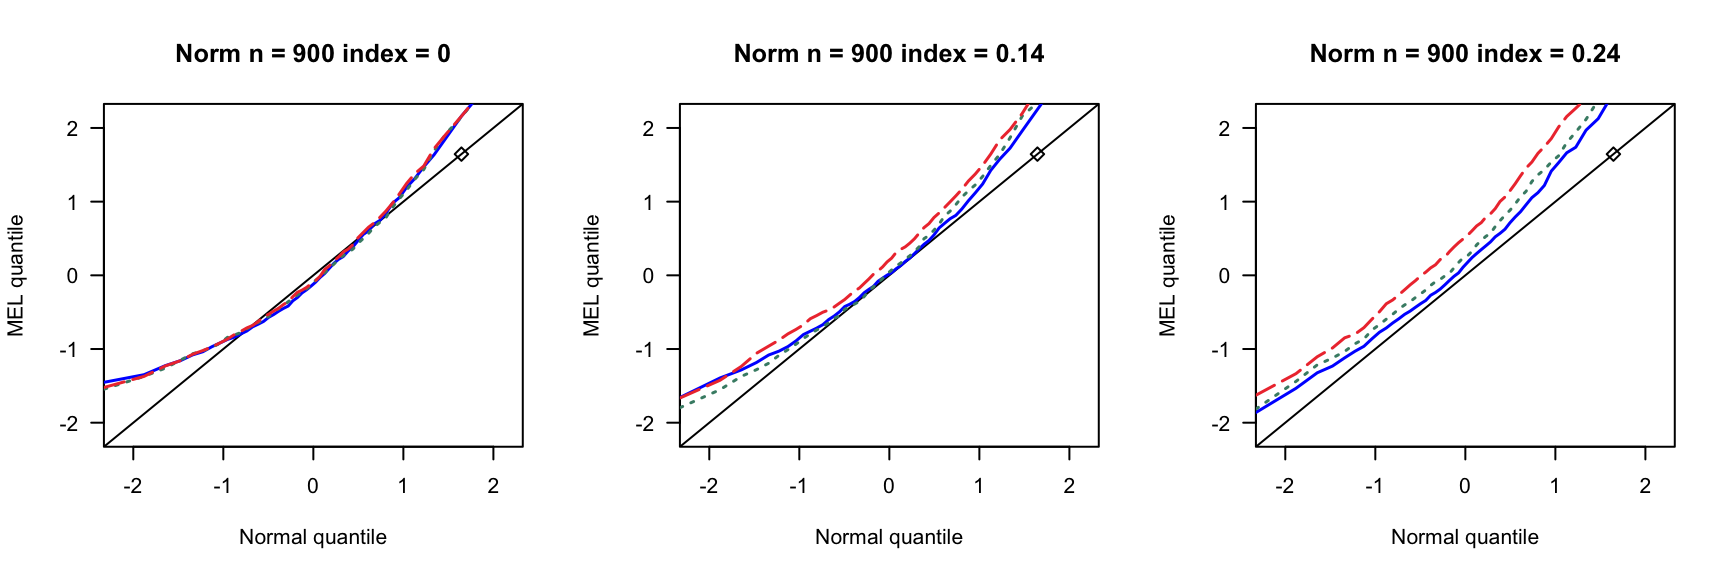 Norm n = 900 index = 0
MEL quantile
2
1
0
-1
-2
-2 -1 0 1 2
Normal quantile
Norm n = 900 index = 0.14
MEL quantile
2
1
0
-1
-2
-2 -1 0 1 2
Normal quantile
Norm n = 900 index = 0.24
MEL quantile
2
1
0
-1
-2
-2 -1 0 1 2
Normal quantile